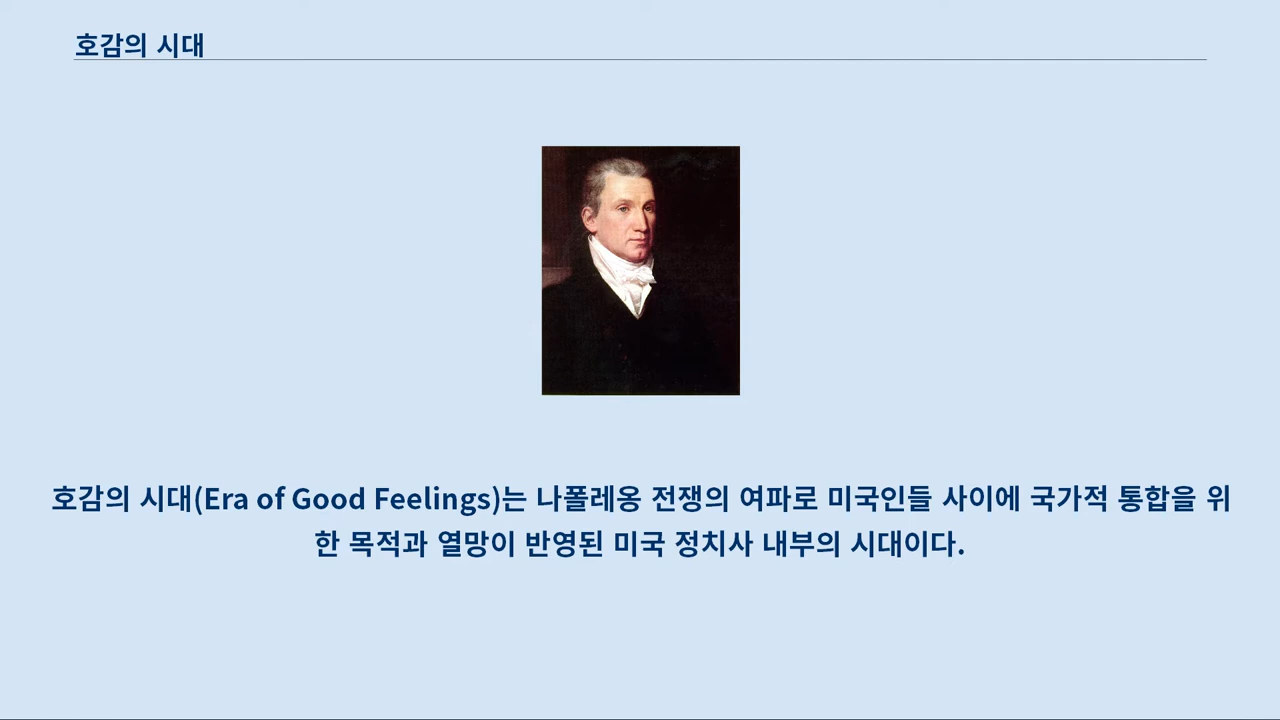 호감의 시대
호감의 시대(Era of Good Feelings)는 나폴레옹 전쟁의 여파로 미국인들 사이에 국가적 통합을 위
한 목적과 열망이 반영된 미국 정치사 내부의 시대이다.